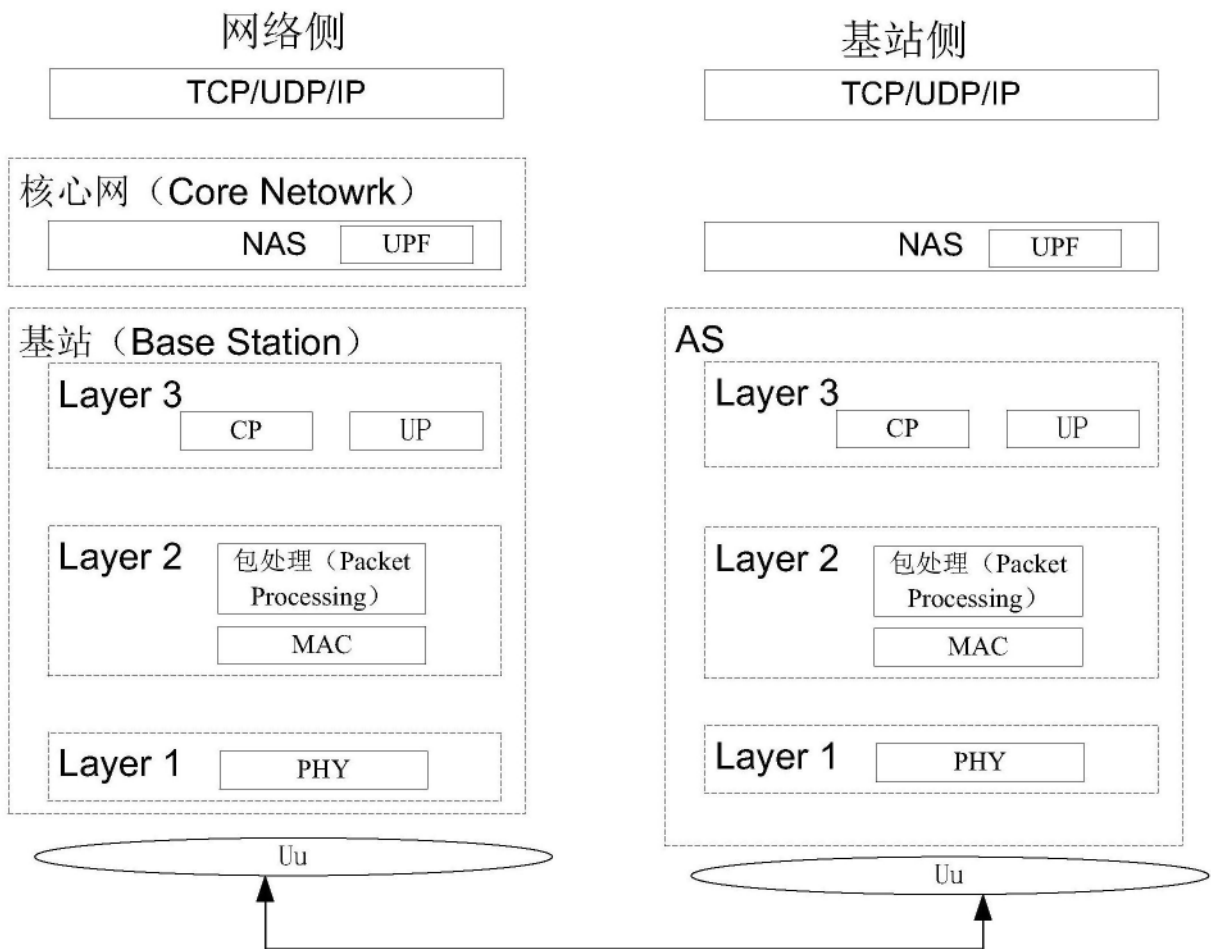 网络侧
TCP/UDP/IP
核心网（Core Netowrk）
NAS
UPF
基站（Base Station）
Layer 3
CP
UP
Layer 2
包处理（Packet
Processing）
MAC
Layer 1
PHY
Uu
基站侧
TCP/UDP/IP
NAS
UPF
AS
Layer 3
CP
UP
Layer 2
包处理（Packet
Processing）
MAC
Layer 1
PHY
Uu